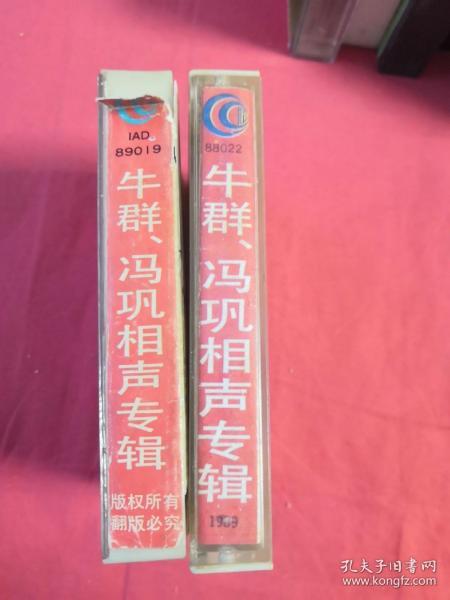 IAD
89019
牛群、冯巩相声专辑
版权所有
翻版必究
88022
牛群、冯巩相声专辑
1989
孔夫子旧书网
www.kongfz.com